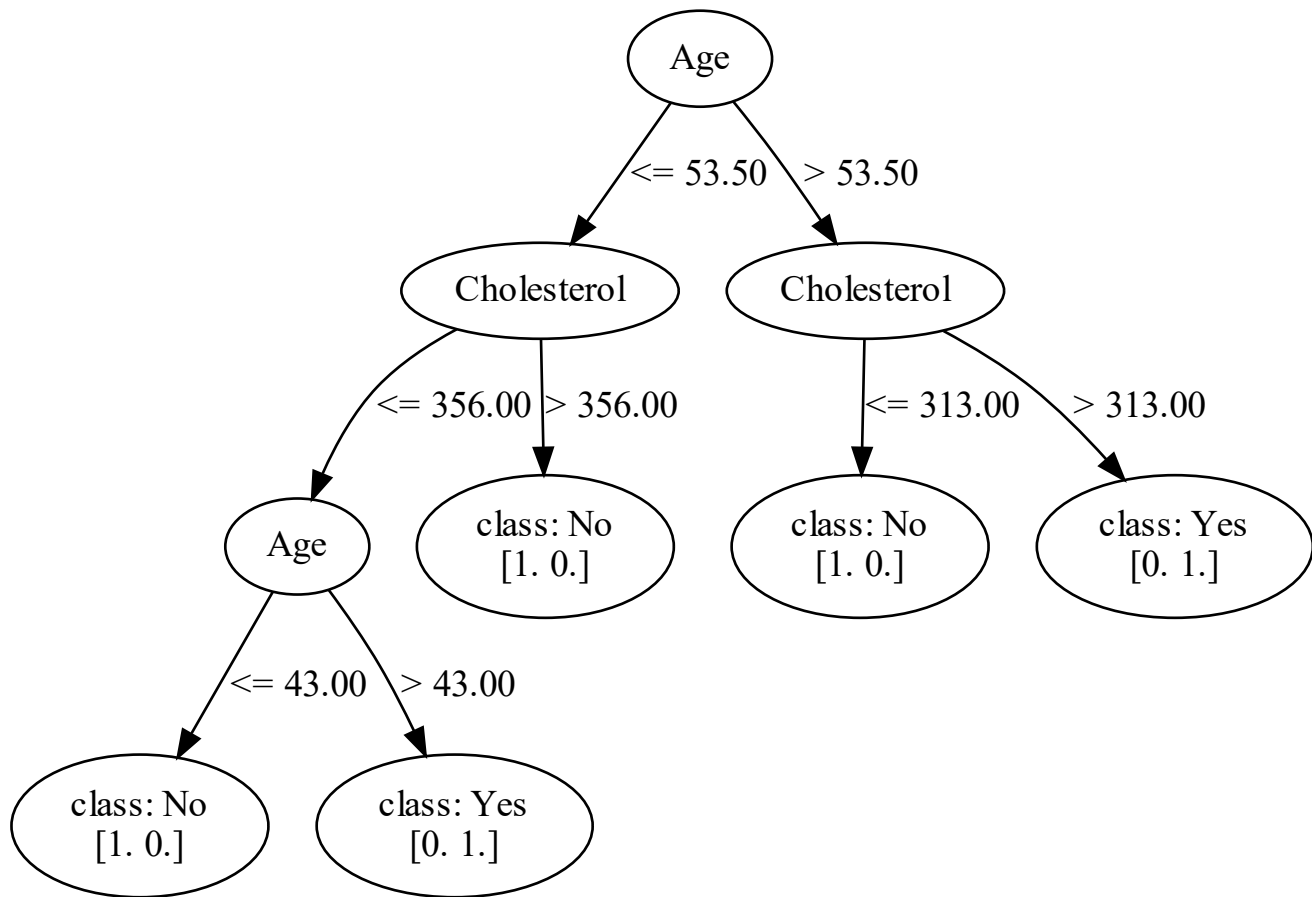 Age
<= 53.50
> 53.50
Cholesterol
Cholesterol
<= 356.00
> 356.00
<= 313.00
> 313.00
Age
class: No
[1. 0.]
class: No
[1. 0.]
class: Yes
[0. 1.]
<= 43.00
> 43.00
class: No
[1. 0.]
class: Yes
[0. 1.]